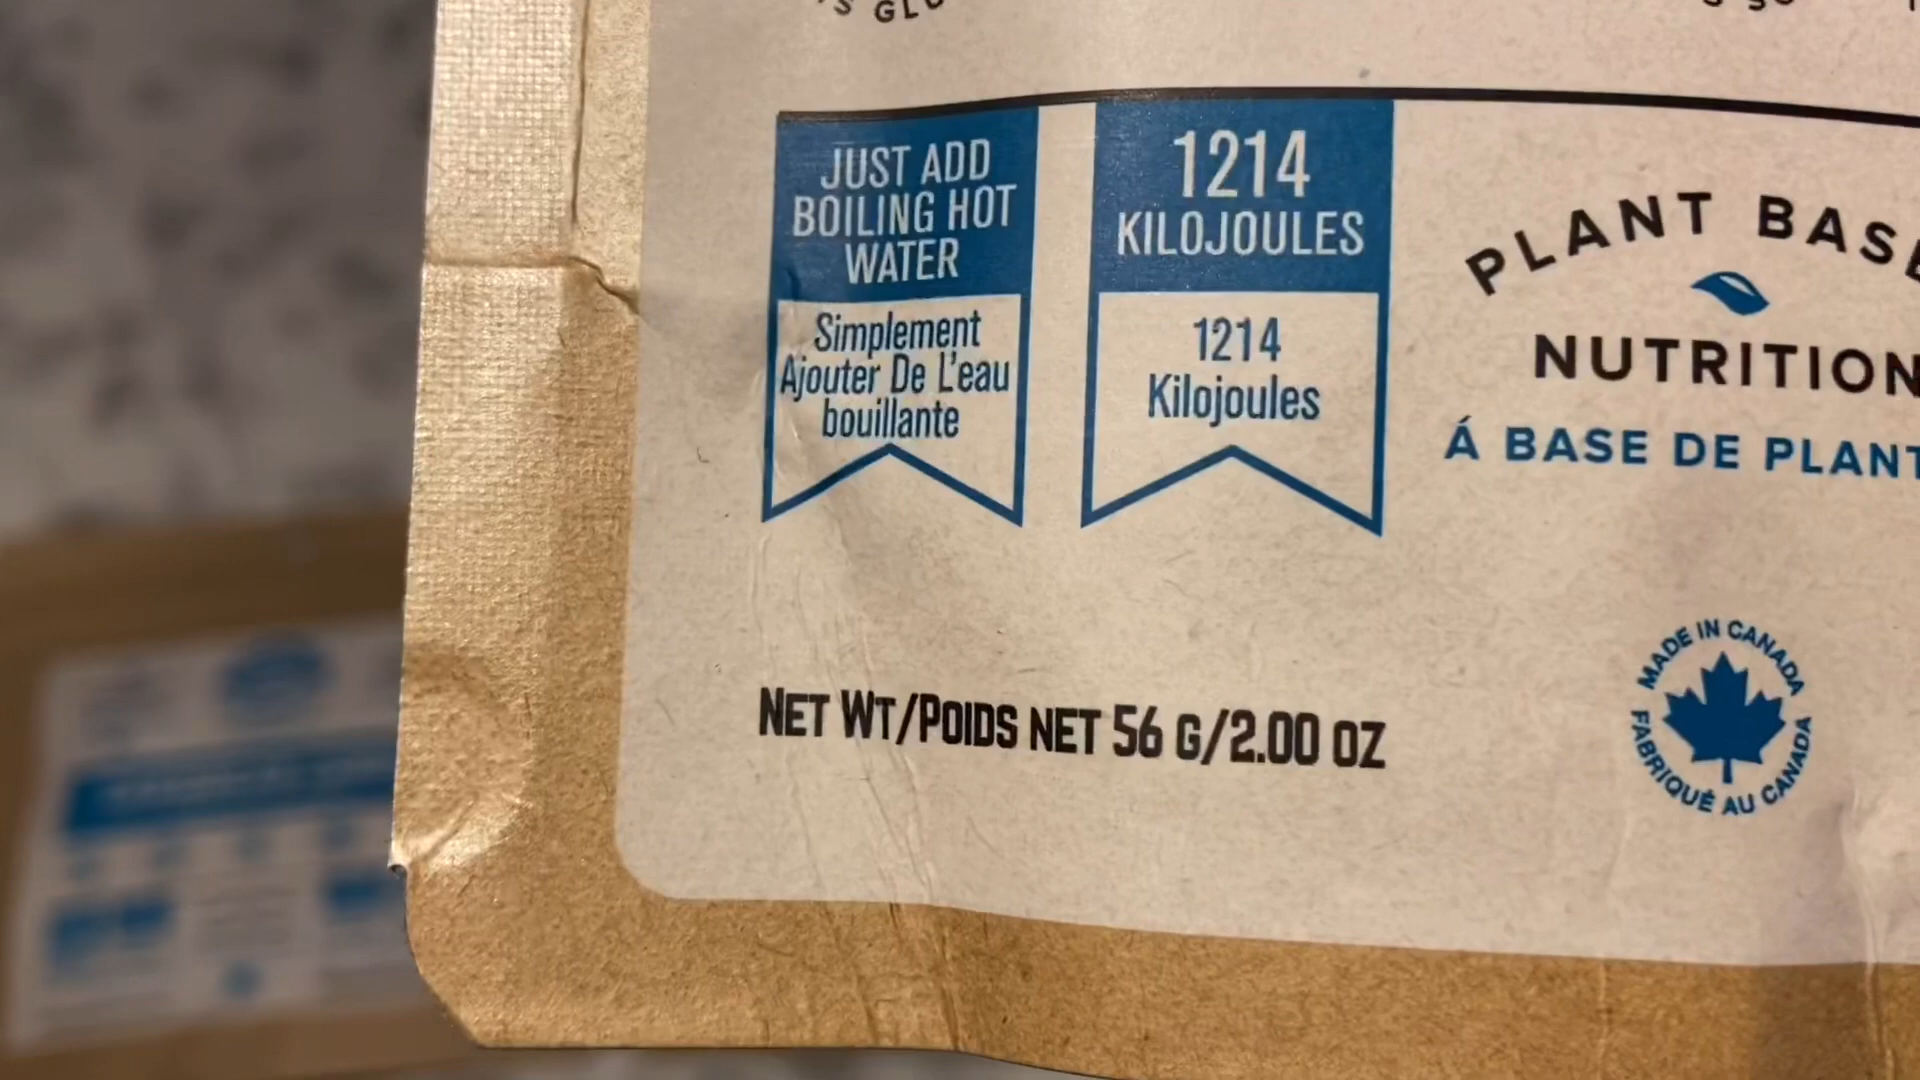 JUST ADD
BOILING HOT
WATER
Simplement
Ajouter De L'eau
bouillante
1214
KILOJOULES
1214
Kilojoules
PLANT BASE
NUTRITION
Á BASE DE PLANT
NET WT/POIDS NET 56 G/2.00 OZ
MADE IN CANADA
FABRIQUÉ AU CANADA